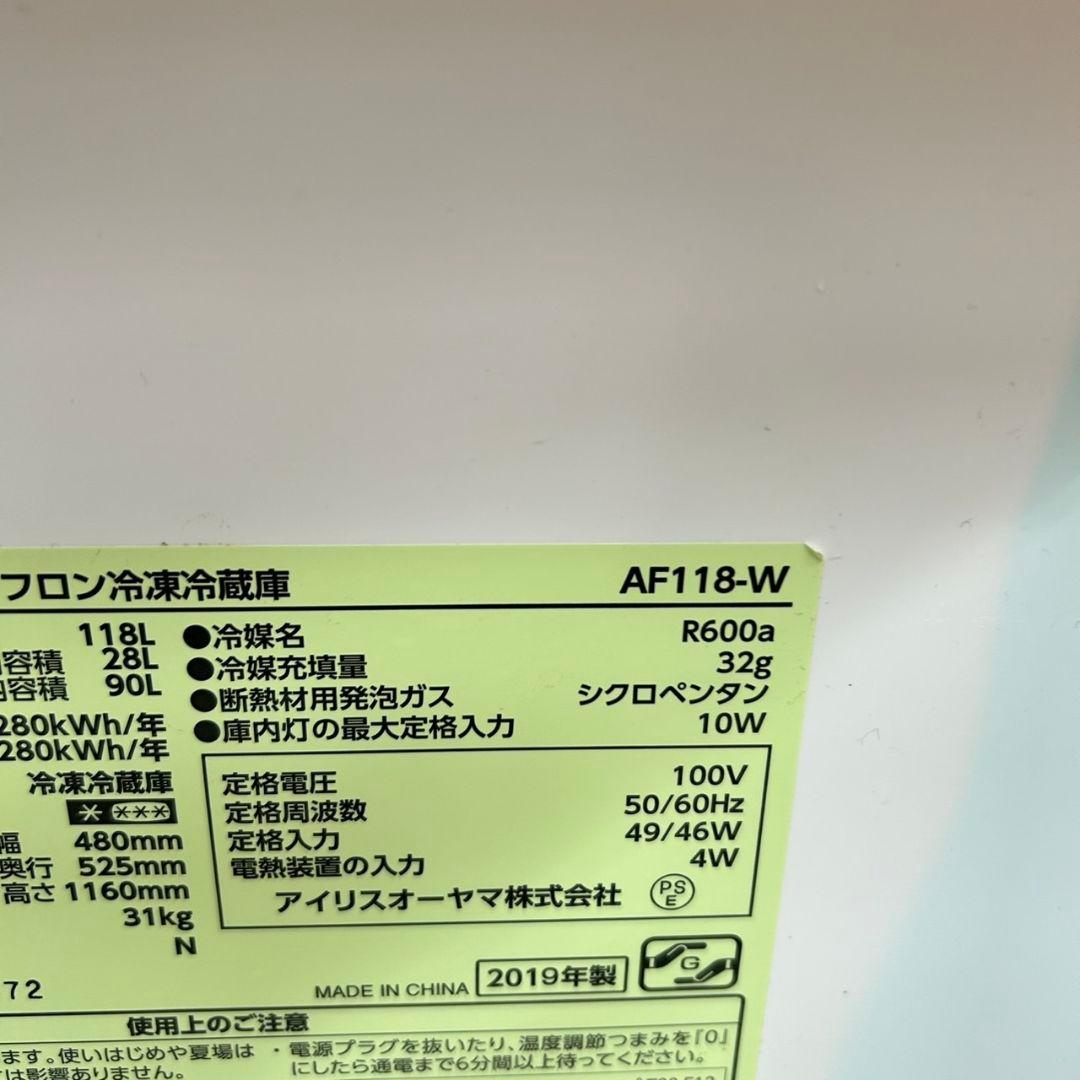 フロン冷凍冷蔵庫 AF118-W
118L
容積 28L
内容積 90L
280kWh/年
280kWh/年
冷凍冷蔵庫
幅 480mm
奥行 525mm
高さ 1160mm
31kg
N
72
●冷媒名 R600a
●冷媒充填量 32g
●断熱材用発泡ガス シクロペンタン
●庫内灯の最大定格入力 10W
定格電圧 100V
定格周波数 50/60Hz
定格入力 49/46W
電熱装置の入力 4W
アイリスオーヤマ株式会社 PSE
MADE IN CHINA 2019年製 G
使用上のご注意
ます。使いはじめや夏場は
は影響ありません。
・電源プラグを抜いたり、温度調節つまみを「0」
にしたら通電まで6分間以上待ってください。